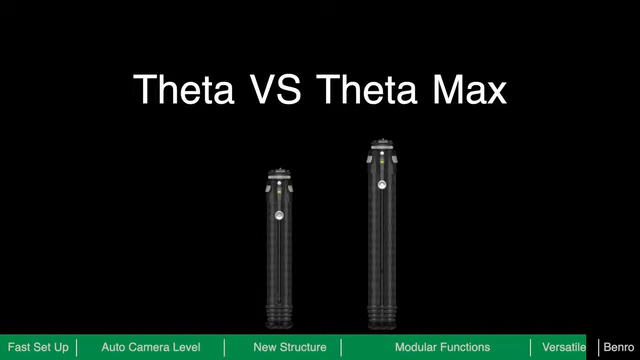 Theta VS Theta Max
Fast Set Up | Auto Camera Level | New Structure | Modular Functions | Versatile | Benro